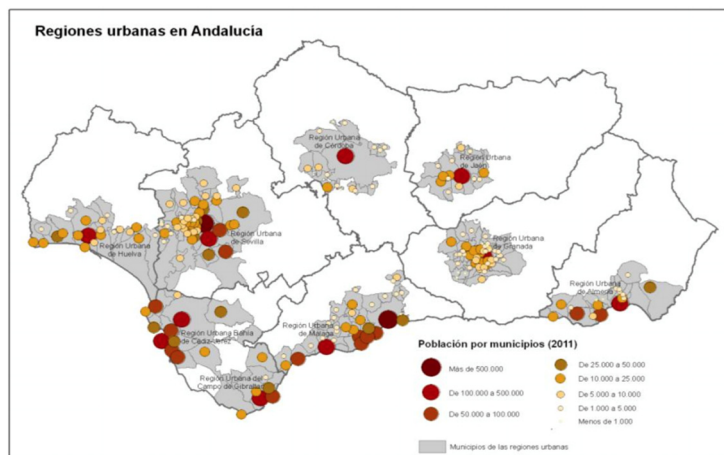 Regiones urbanas en Andalucía
Región Urbana
de Córdoba
Región Urbana
de Jaén
Región Urbana
de Huelva
Región Urbana
de Sevilla
Región Urbana
de Granada
Región Urbana
de Almería
Región Urbana Bahía
de Cádiz-Jerez
Región Urbana
de Málaga
Región Urbana del
Campo de Gibraltar
Población por municipios (2011)
Más de 500.000
De 100.000 a 500.000
De 50.000 a 100.000
De 25.000 a 50.000
De 10.000 a 25.000
De 5.000 a 10.000
De 1.000 a 5.000
Menos de 1.000
Municipios de las regiones urbanas